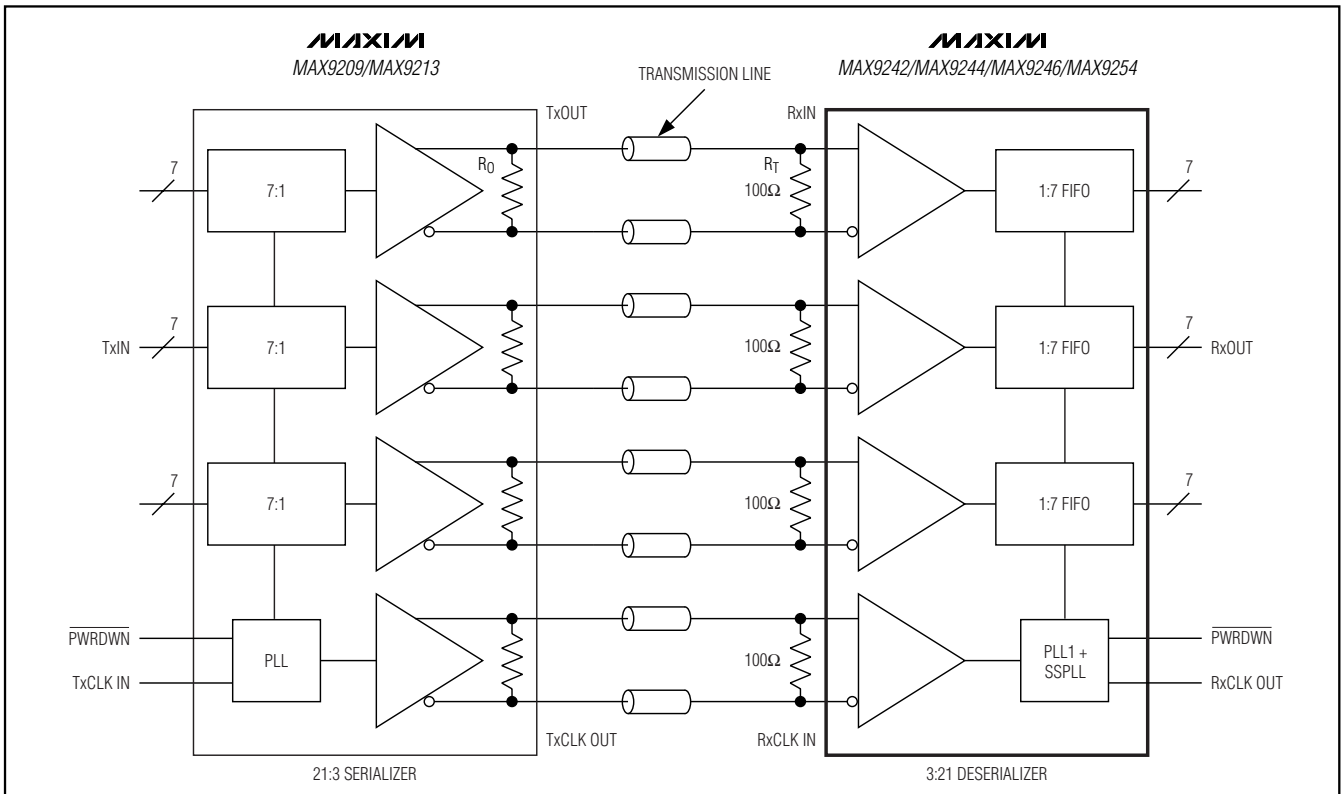 MAXIM MAXIM
MAX9209/MAX9213 MAX9242/MAX9244/MAX9246/MAX9254
TRANSMISSION LINE
TxOUT RxIN
7 7:1 R0 RT 100Ω 1:7 FIFO 7
TxIN 7 7:1 100Ω 1:7 FIFO 7 RxOUT
7 7:1 100Ω 1:7 FIFO 7
PWRDWN PLL 100Ω PLL1 + PWRDWN
TxCLK IN SSPLL RxCLK OUT
TxCLK OUT RxCLK IN
21:3 SERIALIZER 3:21 DESERIALIZER